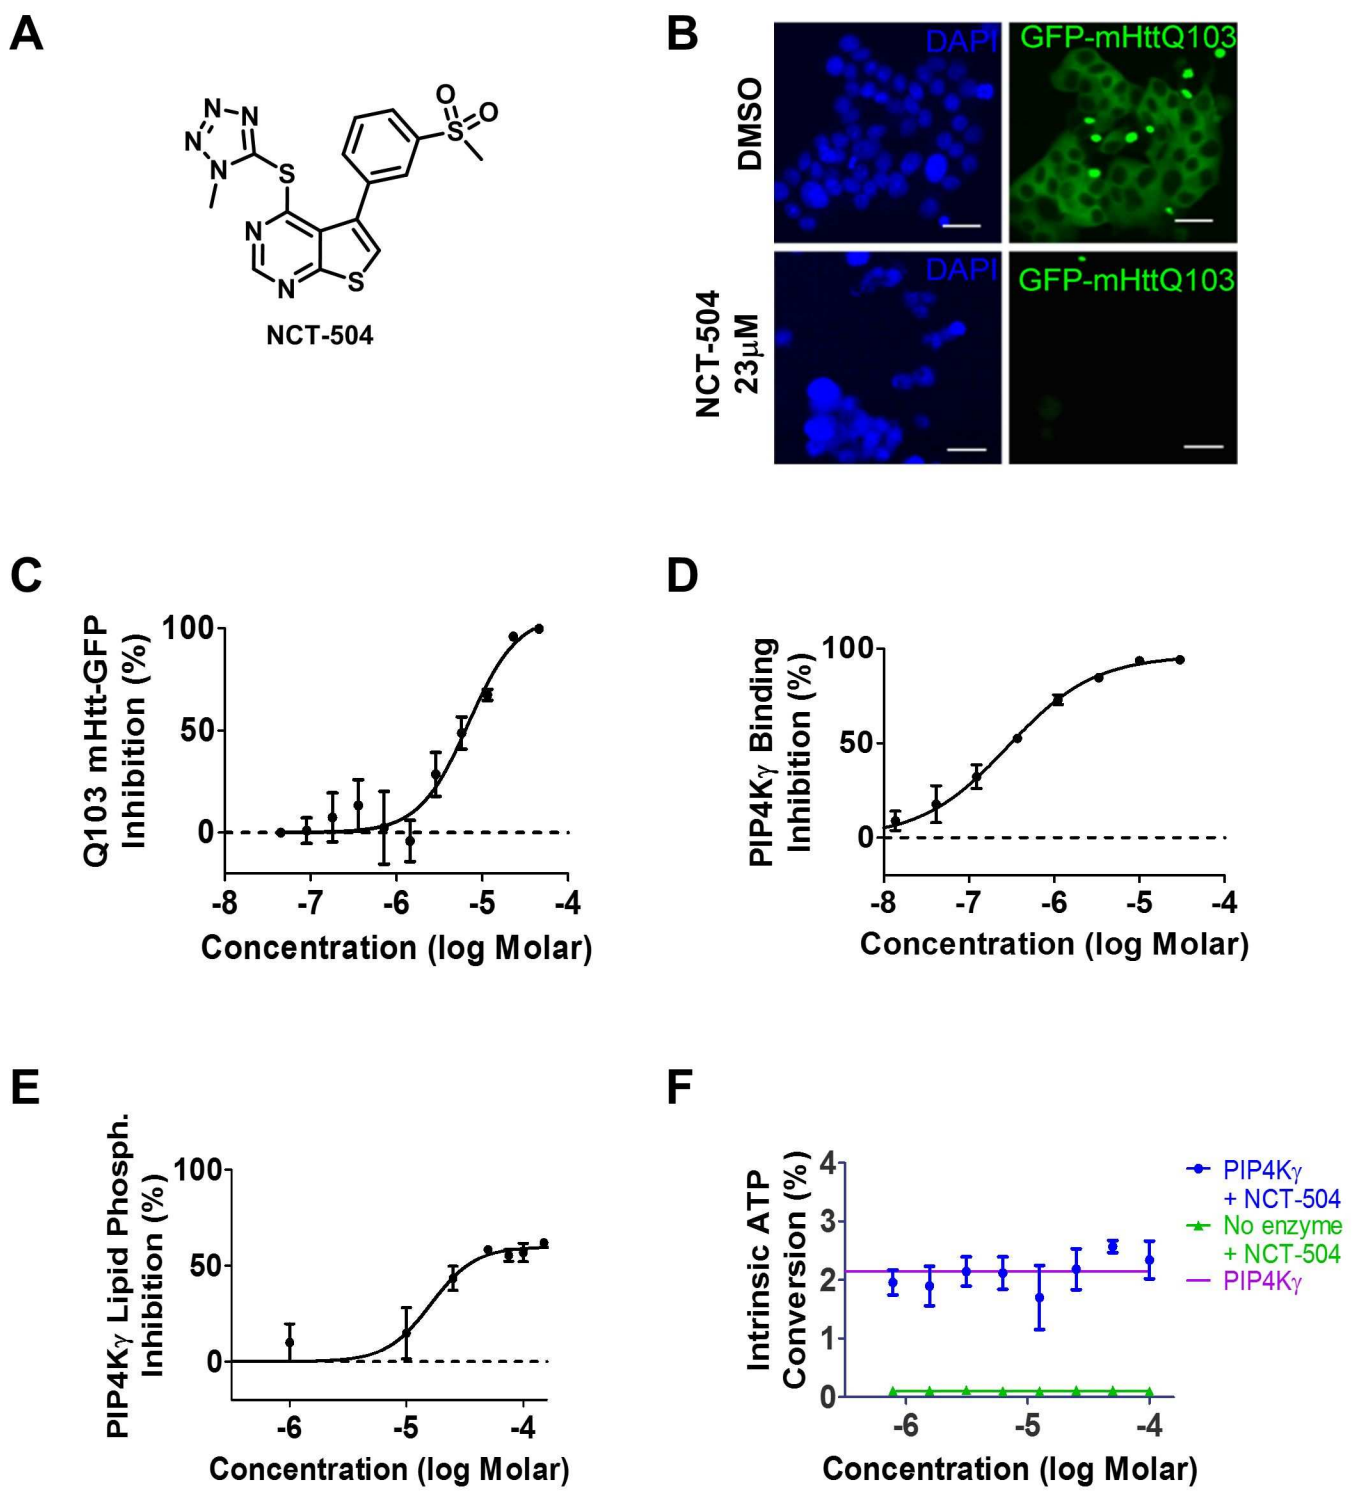 A
N
N
N
N
N
S
O
O
S
N
N
S
NCT-504
B
DMSO
DAPI
GFP-mHttQ103
NCT-504
23µM
DAPI
GFP-mHttQ103
C
Q103 mHtt-GFP
Inhibition (%)
100
50
0
-8 -7 -6 -5 -4
Concentration (log Molar)
D
PIP4Kγ Binding
Inhibition (%)
100
50
0
-8 -7 -6 -5 -4
Concentration (log Molar)
E
PIP4Kγ Lipid Phosph.
Inhibition (%)
100
50
0
-6 -5 -4
Concentration (log Molar)
F
Intrinsic ATP
Conversion (%)
4
3
2
1
0
-6 -5 -4
Concentration (log Molar)
PIP4Kγ
+ NCT-504
No enzyme
+ NCT-504
PIP4Kγ